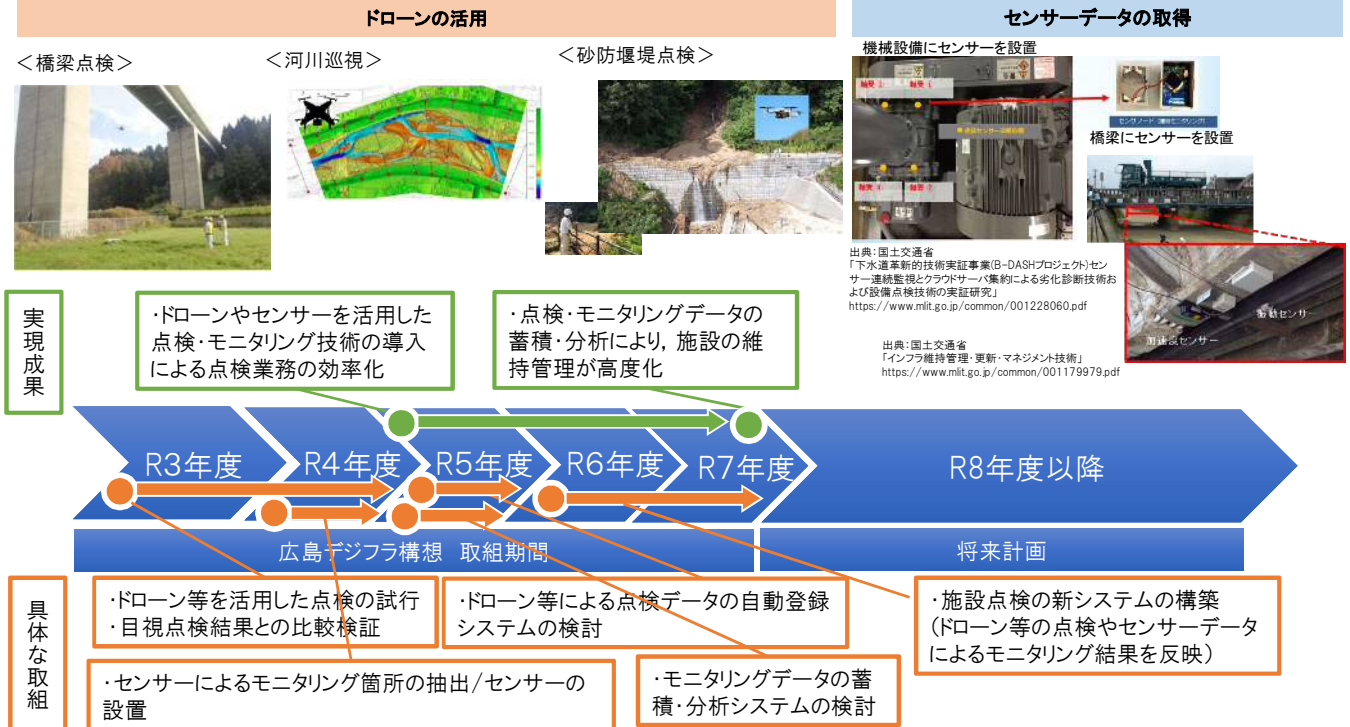 ドローンの活用
センサーデータの取得
＜橋梁点検＞
＜河川巡視＞
＜砂防堰堤点検＞
機械設備にセンサーを設置
橋梁にセンサーを設置
振動センサー
加速度センサー
出典：国土交通省
「下水道革新的技術実証事業(B-DASHプロジェクト)セン
サー連続監視とクラウドサーバ集約による劣化診断技術お
よび設備点検技術の実証研究」
https://www.mlit.go.jp/common/001228060.pdf
出典：国土交通省
「インフラ維持管理・更新・マネジメント技術」
https://www.mlit.go.jp/common/001179979.pdf
実現成果
・ドローンやセンサーを活用した
点検・モニタリング技術の導入
による点検業務の効率化
・点検・モニタリングデータの
蓄積・分析により，施設の維
持管理が高度化
R3年度
R4年度
R5年度
R6年度
R7年度
R8年度以降
広島デジフラ構想 取組期間
将来計画
具体な取組
・ドローン等を活用した点検の試行
・目視点検結果との比較検証
・ドローン等による点検データの自動登録
システムの検討
・施設点検の新システムの構築
（ドローン等の点検やセンサーデータ
によるモニタリング結果を反映）
・センサーによるモニタリング箇所の抽出/センサーの
設置
・モニタリングデータの蓄
積・分析システムの検討